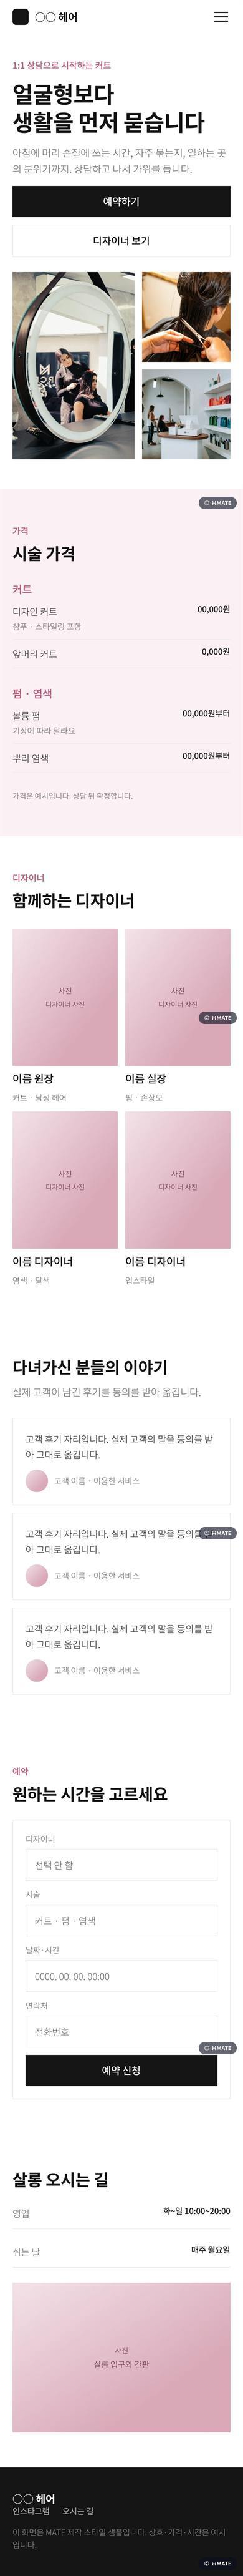 〇〇 헤어
1:1 상담으로 시작하는 커트
얼굴형보다
생활을 먼저 묻습니다
아침에 머리 손질에 쓰는 시간, 자주 묶는지, 일하는 곳
의 분위기까지. 상담하고 나서 가위를 듭니다.
예약하기
디자이너 보기
© MATE
가격
시술 가격
커트
디자인 커트 00,000원
샴푸 · 스타일링 포함
앞머리 커트 0,000원
펌 · 염색
볼륨 펌 00,000원부터
기장에 따라 달라요
뿌리 염색 00,000원부터
가격은 예시입니다. 상담 뒤 확정합니다.
디자이너
함께하는 디자이너
사진 사진
디자이너 사진 디자이너 사진
© MATE
이름 원장 이름 실장
커트 · 남성 헤어 펌 · 손상모
사진 사진
디자이너 사진 디자이너 사진
이름 디자이너 이름 디자이너
염색 · 탈색 업스타일
다녀가신 분들의 이야기
실제 고객이 남긴 후기를 동의를 받아 옮깁니다.
고객 후기 자리입니다. 실제 고객의 말을 동의를 받
아 그대로 옮깁니다.
고객 이름 · 이용한 서비스
고객 후기 자리입니다. 실제 고객의 말을 동의를
© MATE
아 그대로 옮깁니다.
고객 이름 · 이용한 서비스
고객 후기 자리입니다. 실제 고객의 말을 동의를 받
아 그대로 옮깁니다.
고객 이름 · 이용한 서비스
예약
원하는 시간을 고르세요
디자이너
선택 안 함
시술
커트 · 펌 · 염색
날짜·시간
0000. 00. 00. 00:00
연락처
전화번호
© MATE
예약 신청
살롱 오시는 길
영업 화~일 10:00~20:00
쉬는 날 매주 월요일
사진
살롱 입구와 간판
〇〇 헤어
인스타그램 오시는 길
이 화면은 MATE 제작 스타일 샘플입니다. 상호·가격·시간은 예시
입니다.
© MATE